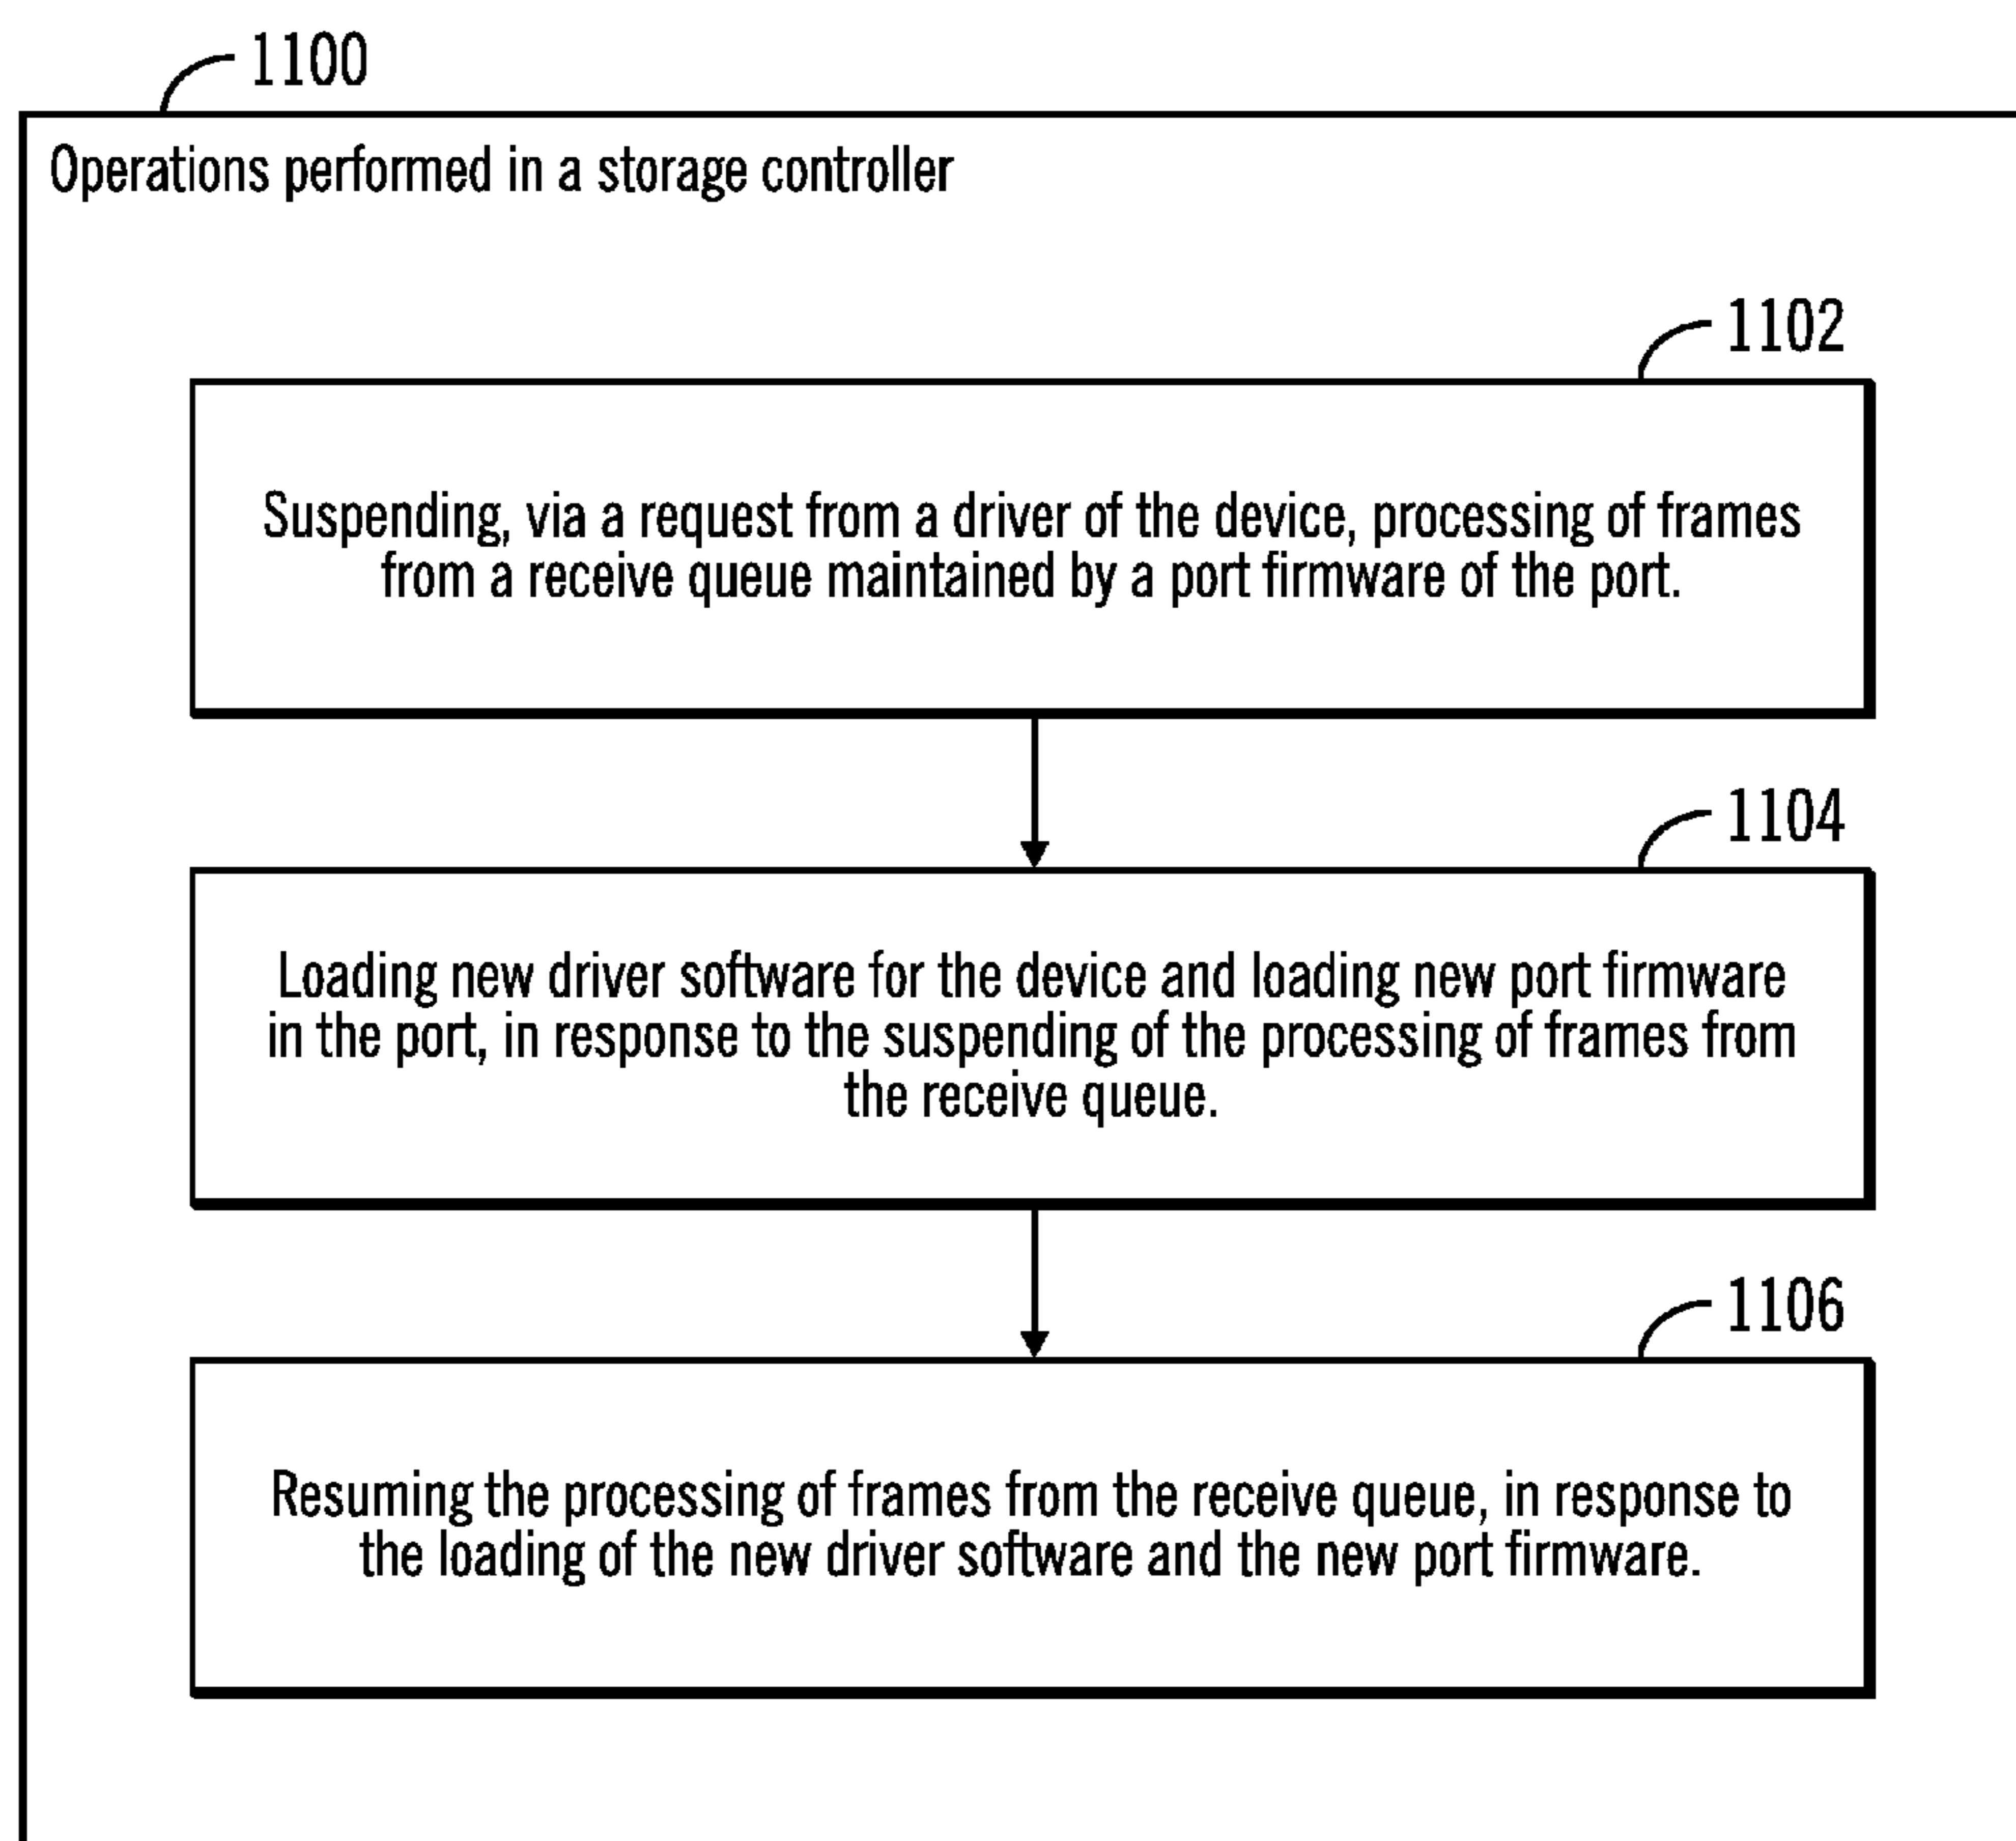 1100
Operations performed in a storage controller
1102
Suspending, via a request from a driver of the device, processing of frames
from a receive queue maintained by a port firmware of the port.
1104
Loading new driver software for the device and loading new port firmware
in the port, in response to the suspending of the processing of frames from
the receive queue.
1106
Resuming the processing of frames from the receive queue, in response to
the loading of the new driver software and the new port firmware.